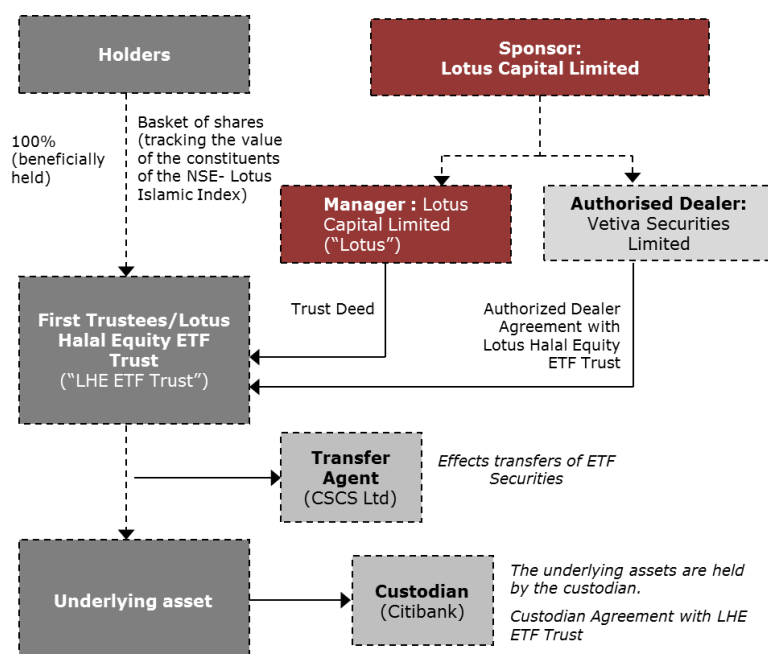 Holders
Sponsor:
Lotus Capital Limited
100%
(beneficially
held)
Basket of shares
(tracking the value
of the constituents
of the NSE- Lotus
Islamic Index)
Manager : Lotus
Capital Limited
(“Lotus”)
Authorised Dealer:
Vetiva Securities
Limited
First Trustees/Lotus
Halal Equity ETF
Trust
(“LHE ETF Trust”)
Trust Deed
Authorized Dealer
Agreement with
Lotus Halal Equity
ETF Trust
Transfer
Agent
(CSCS Ltd)
Effects transfers of ETF
Securities
Underlying asset
Custodian
(Citibank)
The underlying assets are held
by the custodian.
Custodian Agreement with LHE
ETF Trust